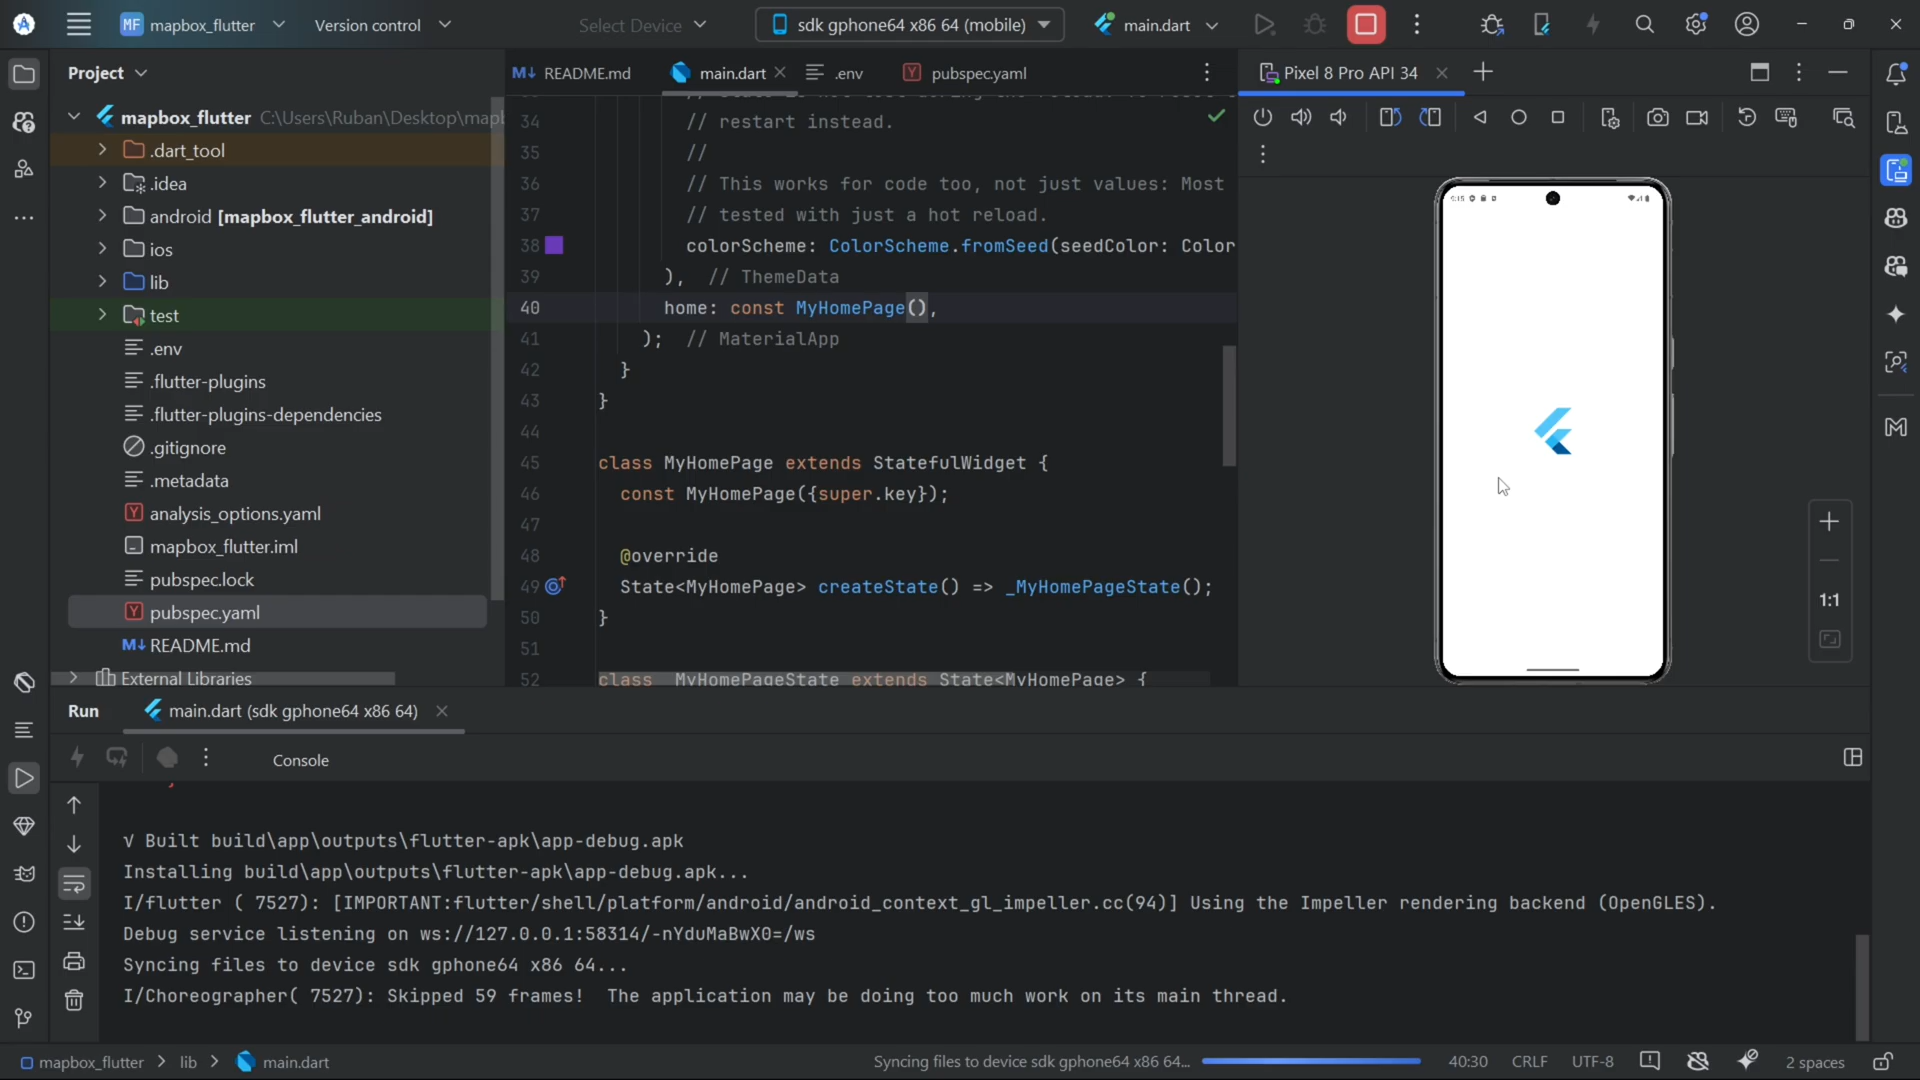 MF mapbox_flutter
Version control
Select Device
sdk gphone64 x86 64 (mobile)
main.dart
Project
M↓ README.md
main.dart
.env
pubspec.yaml
Pixel 8 Pro API 34
mapbox_flutter C:\Users\Ruban\Desktop\mapb
.dart_tool
.idea
android [mapbox_flutter_android]
ios
lib
test
.env
.flutter-plugins
.flutter-plugins-dependencies
.gitignore
.metadata
analysis_options.yaml
mapbox_flutter.iml
pubspec.lock
pubspec.yaml
M↓ README.md
External Libraries
34 // restart instead.
35 //
36 // This works for code too, not just values: Most
37 // tested with just a hot reload.
38 colorScheme: ColorScheme.fromSeed(seedColor: Color
39 ), // ThemeData
40 home: const MyHomePage(),
41 ); // MaterialApp
42 }
43 }
44
45 class MyHomePage extends StatefulWidget {
46 const MyHomePage({super.key});
47
48 @override
49 State<MyHomePage> createState() => _MyHomePageState();
50 }
51
52 class _MyHomePageState extends State<MyHomePage> {
1:1
Run
main.dart (sdk gphone64 x86 64)
Console
√ Built build\app\outputs\flutter-apk\app-debug.apk
Installing build\app\outputs\flutter-apk\app-debug.apk...
I/flutter ( 7527): [IMPORTANT:flutter/shell/platform/android/android_context_gl_impeller.cc(94)] Using the Impeller rendering backend (OpenGLES).
Debug service listening on ws://127.0.0.1:58314/-nYduMaBwX0=/ws
Syncing files to device sdk gphone64 x86 64...
I/Choreographer( 7527): Skipped 59 frames!  The application may be doing too much work on its main thread.
mapbox_flutter > lib > main.dart
Syncing files to device sdk gphone64 x86 64...
40:30
CRLF
UTF-8
2 spaces